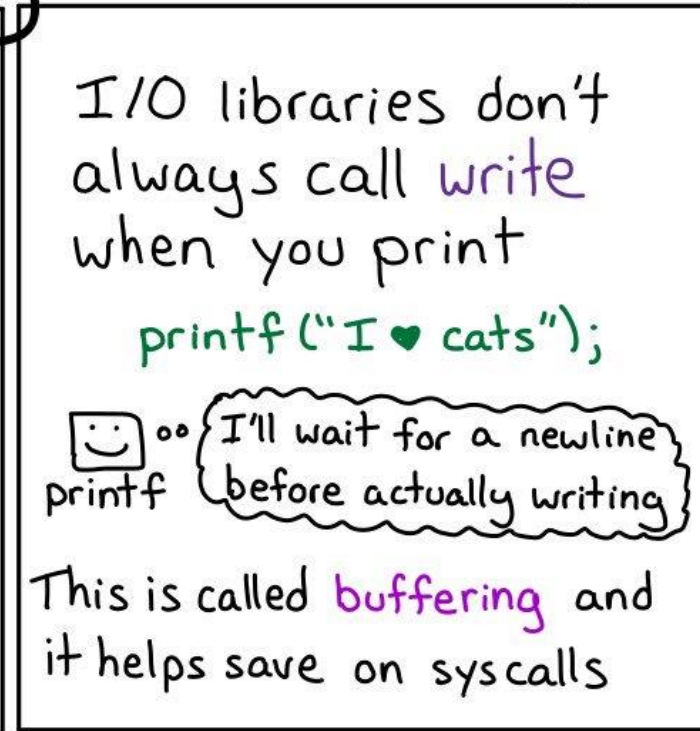 I/O libraries don't
always call write
when you print
printf("I ♥ cats");
I'll wait for a newline
before actually writing
printf
This is called buffering and
it helps save on syscalls